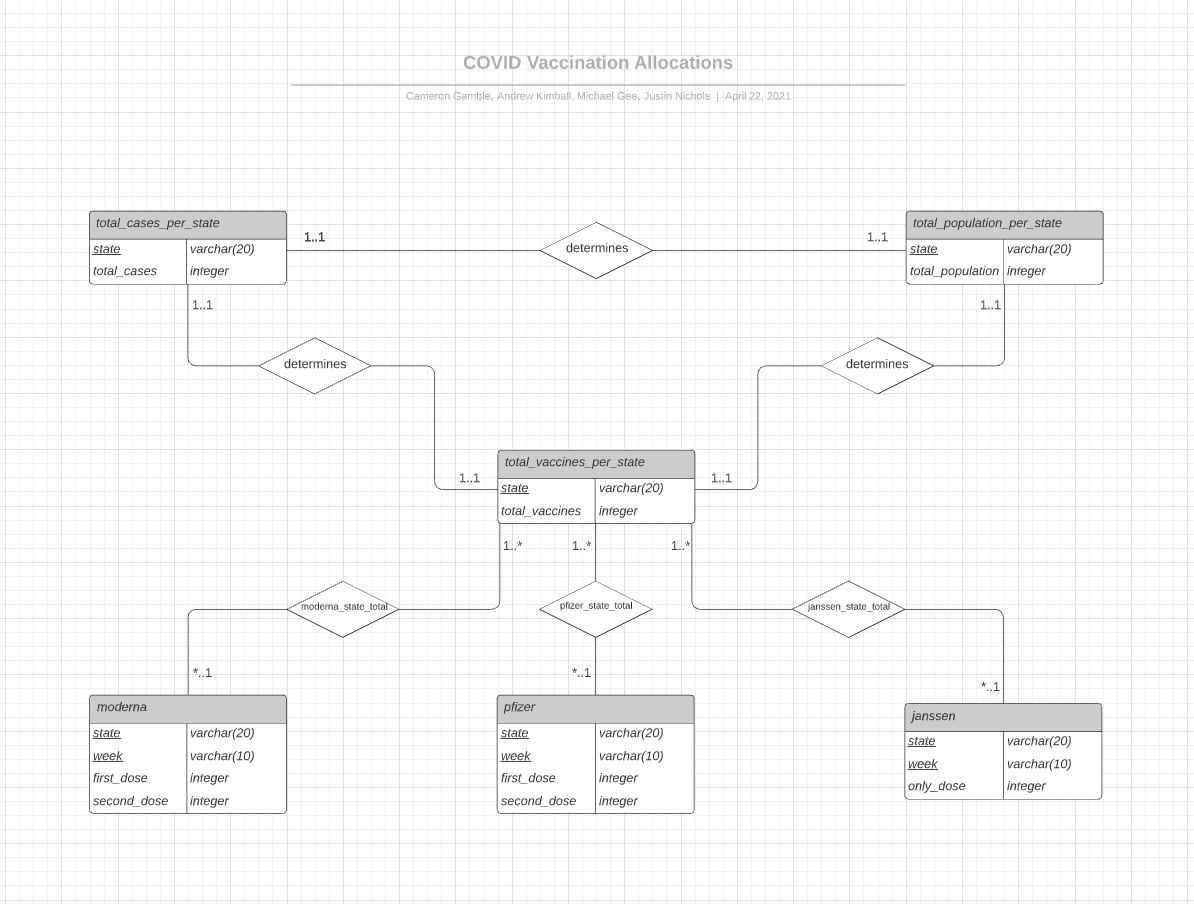 COVID Vaccination Allocations
Cameron Gamble, Andrew Kimball, Michael Gee, Justin Nichols | April 22, 2021
total_cases_per_state
state varchar(20)
total_cases integer
1..1
determines
1..1
total_population_per_state
state varchar(20)
total_population integer
1..1
determines
1..1
determines
1..1
1..1
total_vaccines_per_state
state varchar(20)
total_vaccines integer
1..*
1..*
1..*
moderna_state_total
pfizer_state_total
janssen_state_total
*..1
*..1
*..1
moderna
state varchar(20)
week varchar(10)
first_dose integer
second_dose integer
pfizer
state varchar(20)
week varchar(10)
first_dose integer
second_dose integer
janssen
state varchar(20)
week varchar(10)
only_dose integer